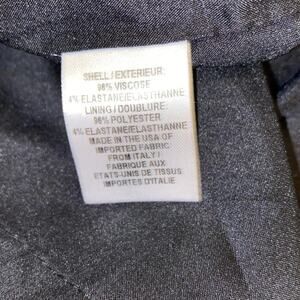 SHELL / EXTERIEUR:
96% VISCOSE
4% ELASTANE/ELASTHANNE
LINING / DOUBLURE:
96% POLYESTER
4% ELASTANE/ELASTHANNE
MADE IN THE USA OF
IMPORTED FABRIC
FROM ITALY /
FABRIQUE AUX
ETATS-UNIS DE TISSUS
IMPORTES D'ITALIE